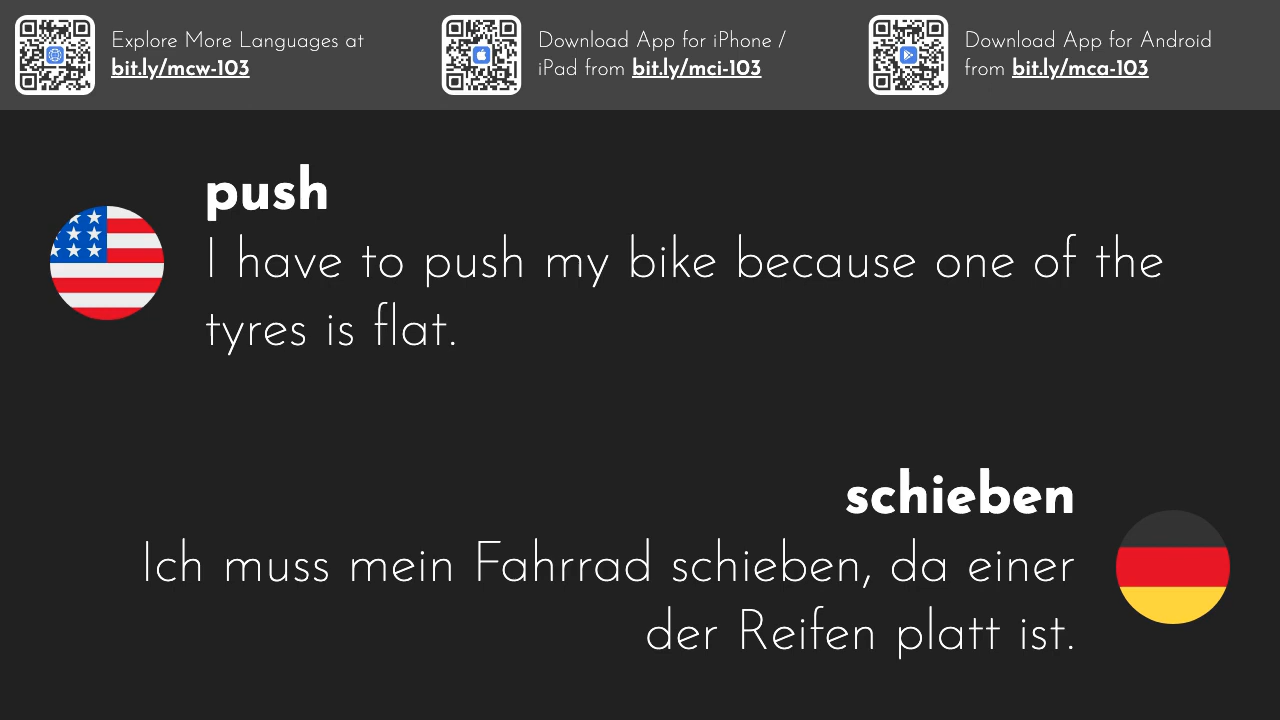 Explore More Languages at
bit.ly/mcw-103
Download App for iPhone /
iPad from bit.ly/mci-103
Download App for Android
from bit.ly/mca-103
push
I have to push my bike because one of the
tyres is flat.
schieben
Ich muss mein Fahrrad schieben, da einer
der Reifen platt ist.